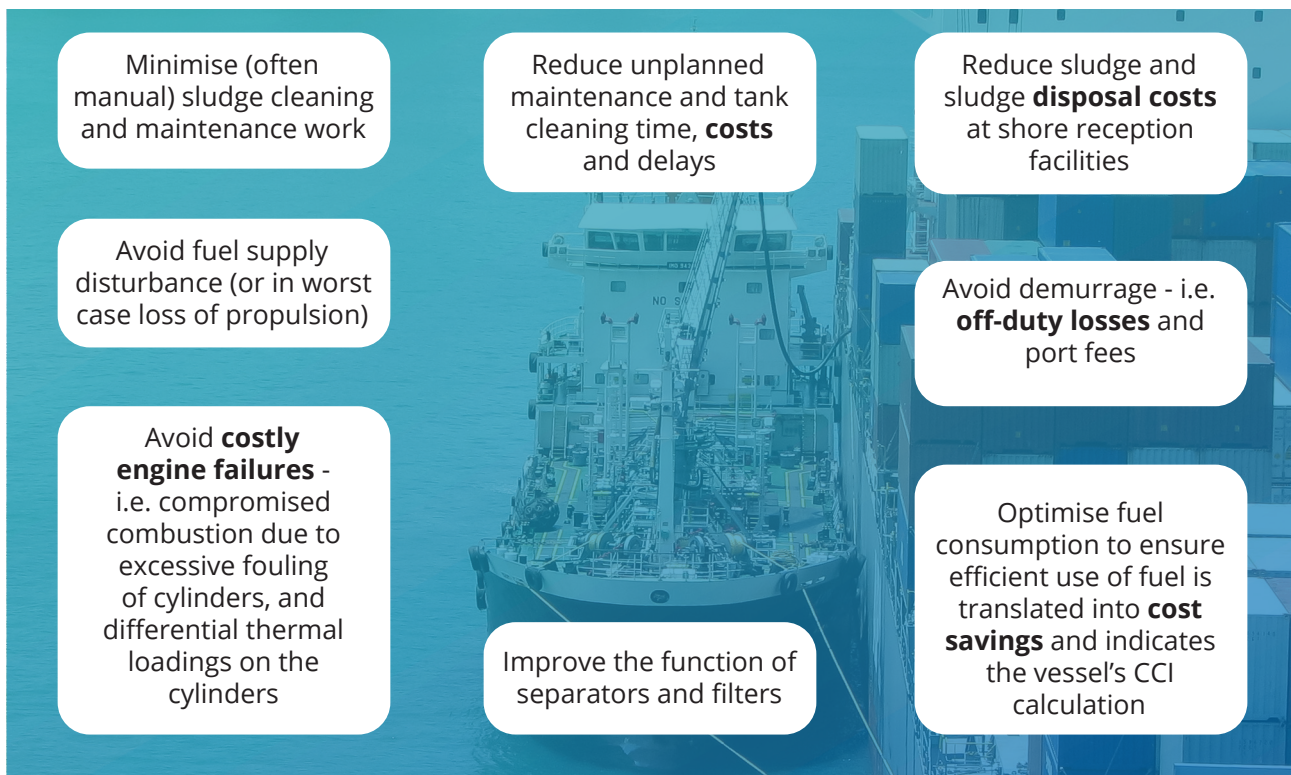 Minimise (often
manual) sludge cleaning
and maintenance work
Reduce unplanned
maintenance and tank
cleaning time, costs
and delays
Reduce sludge and
sludge disposal costs
at shore reception
facilities
Avoid fuel supply
disturbance (or in worst
case loss of propulsion)
Avoid demurrage - i.e.
off-duty losses and
port fees
Avoid costly
engine failures -
i.e. compromised
combustion due to
excessive fouling
of cylinders, and
differential thermal
loadings on the
cylinders
Improve the function of
separators and filters
Optimise fuel
consumption to ensure
efficient use of fuel is
translated into cost
savings and indicates
the vessel’s CCI
calculation
NO